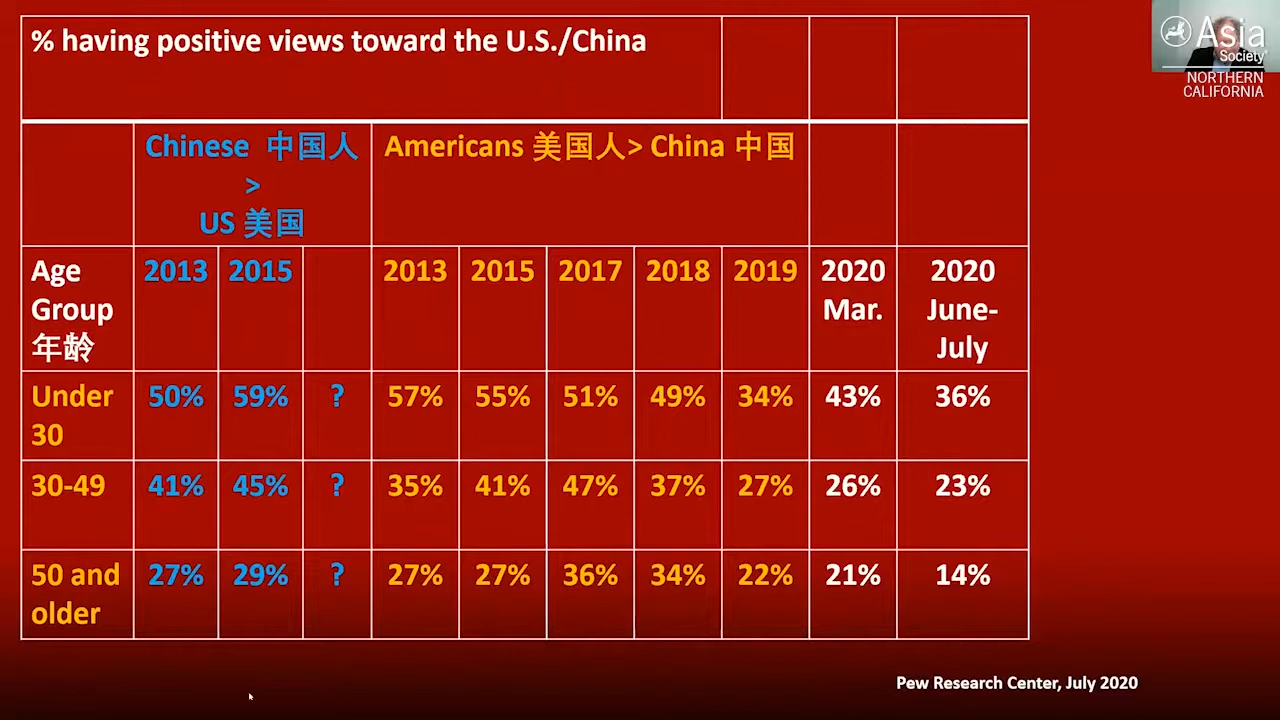 % having positive views toward the U.S./China
Asia
Society
NORTHERN
CALIFORNIA
Chinese 中国人
>
US 美国
Americans 美国人> China 中国
Age
Group
年龄
2013 2015 2013 2015 2017 2018 2019 2020
Mar.
2020
June-
July
Under
30
50% 59% ? 57% 55% 51% 49% 34% 43% 36%
30-49 41% 45% ? 35% 41% 47% 37% 27% 26% 23%
50 and
older
27% 29% ? 27% 27% 36% 34% 22% 21% 14%
Pew Research Center, July 2020